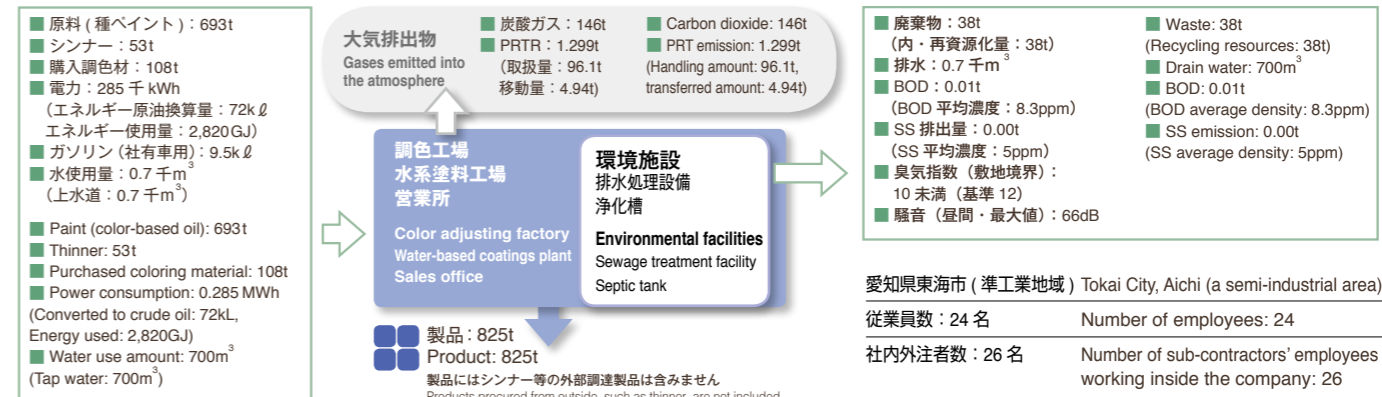 原料 ( 種ペイント ) : 693t
シンナー : 53t
購入調色材 : 108t
電力 : 285 千 kWh
（エネルギー原油換算量 : 72kℓ
エネルギー使用量 : 2,820GJ）
ガソリン（社有車用）: 9.5kℓ
水使用量 : 0.7 千m³
（上水道 : 0.7 千m³）
Paint (color-based oil): 693t
Thinner: 53t
Purchased coloring material: 108t
Power consumption: 0.285 MWh
(Converted to crude oil: 72kL,
Energy used: 2,820GJ)
Water use amount: 700m³
(Tap water: 700m³)
大気排出物
Gases emitted into
the atmosphere
炭酸ガス : 146t
PRTR : 1.299t
（取扱量 : 96.1t
移動量 : 4.94t)
Carbon dioxide: 146t
PRT emission: 1.299t
(Handling amount: 96.1t,
transferred amount: 4.94t)
調色工場
水系塗料工場
営業所
Color adjusting factory
Water-based coatings plant
Sales office
環境施設
排水処理設備
浄化槽
Environmental facilities
Sewage treatment facility
Septic tank
製品 : 825t
Product: 825t
製品にはシンナー等の外部調達製品は含みません
Products procured from outside, such as thinner, are not included
廃棄物 : 38t
（内・再資源化量 : 38t）
排水 : 0.7 千m³
BOD : 0.01t
（BOD 平均濃度 : 8.3ppm）
SS 排出量 : 0.00t
（SS 平均濃度 : 5ppm）
臭気指数（敷地境界）:
10 未満（基準 12）
騒音（昼間・最大値）: 66dB
Waste: 38t
(Recycling resources: 38t)
Drain water: 700m³
BOD: 0.01t
(BOD average density: 8.3ppm)
SS emission: 0.00t
(SS average density: 5ppm)
愛知県東海市 ( 準工業地域 ) Tokai City, Aichi (a semi-industrial area)
従業員数 : 24 名 Number of employees: 24
社内外注者数 : 26 名 Number of sub-contractors' employees
working inside the company: 26